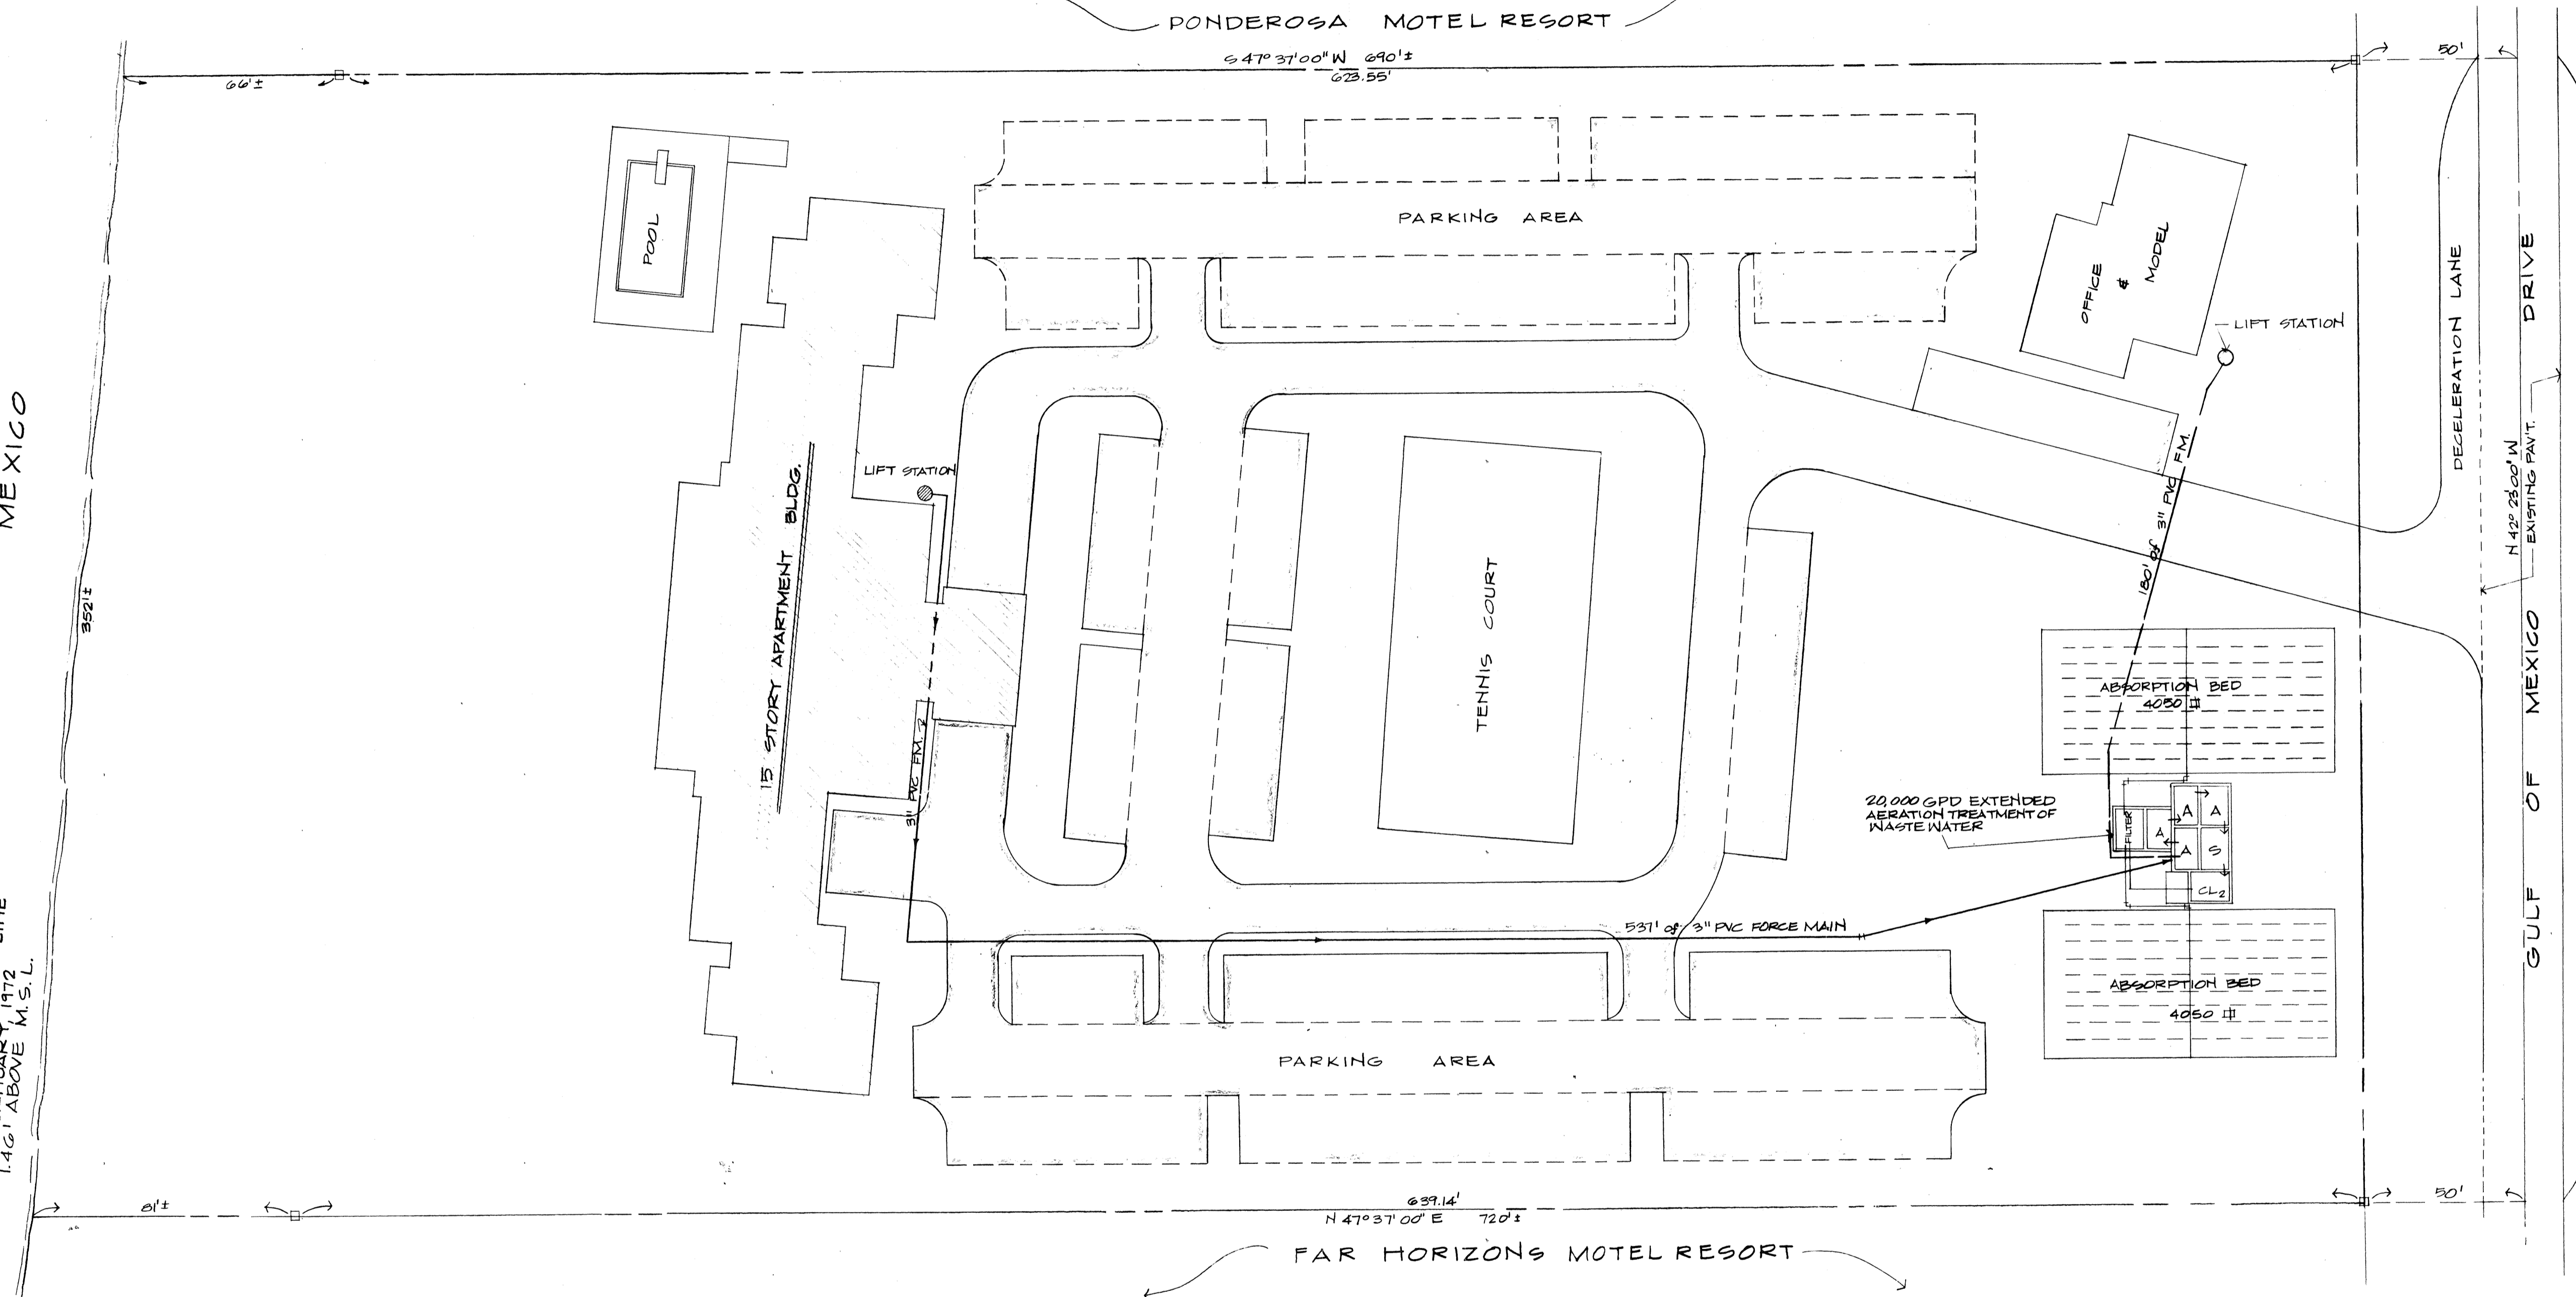 PONDEROSA MOTEL RESORT
S 47° 37' 00" W 690'±
623.55'
66'±
50'
POOL
PARKING AREA
OFFICE
&
MODEL
LIFT STATION
DECELERATION LANE
N 42° 23' 00" W
EXISTING PAV'T.
GULF OF MEXICO DRIVE
MEXICO
352'±
15 STORY APARTMENT BLDG.
LIFT STATION
3" PVC FM.
TENNIS COURT
180' of 3" PVC FM.
ABSORPTION BED
4050 ⌗
20,000 GPD EXTENDED
AERATION TREATMENT OF
WASTE WATER
FILTER
A
A
A
A
S
CL2
537' of 3" PVC FORCE MAIN
ABSORPTION BED
4050 ⌗
PARKING AREA
1972
1.461' ABOVE M.S.L.
81'±
639.14'
N 47° 37' 00" E 720'±
50'
FAR HORIZONS MOTEL RESORT